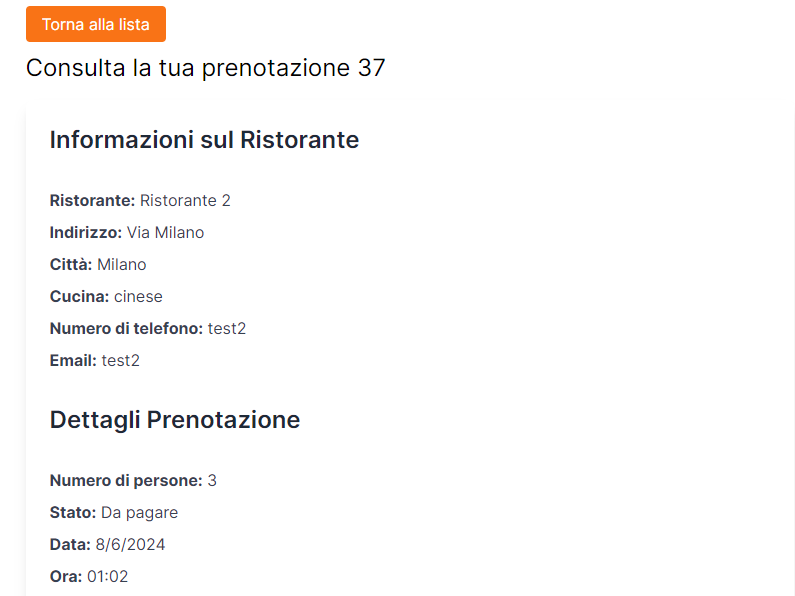 Torna alla lista
Consulta la tua prenotazione 37
Informazioni sul Ristorante
Ristorante: Ristorante 2
Indirizzo: Via Milano
Città: Milano
Cucina: cinese
Numero di telefono: test2
Email: test2
Dettagli Prenotazione
Numero di persone: 3
Stato: Da pagare
Data: 8/6/2024
Ora: 01:02